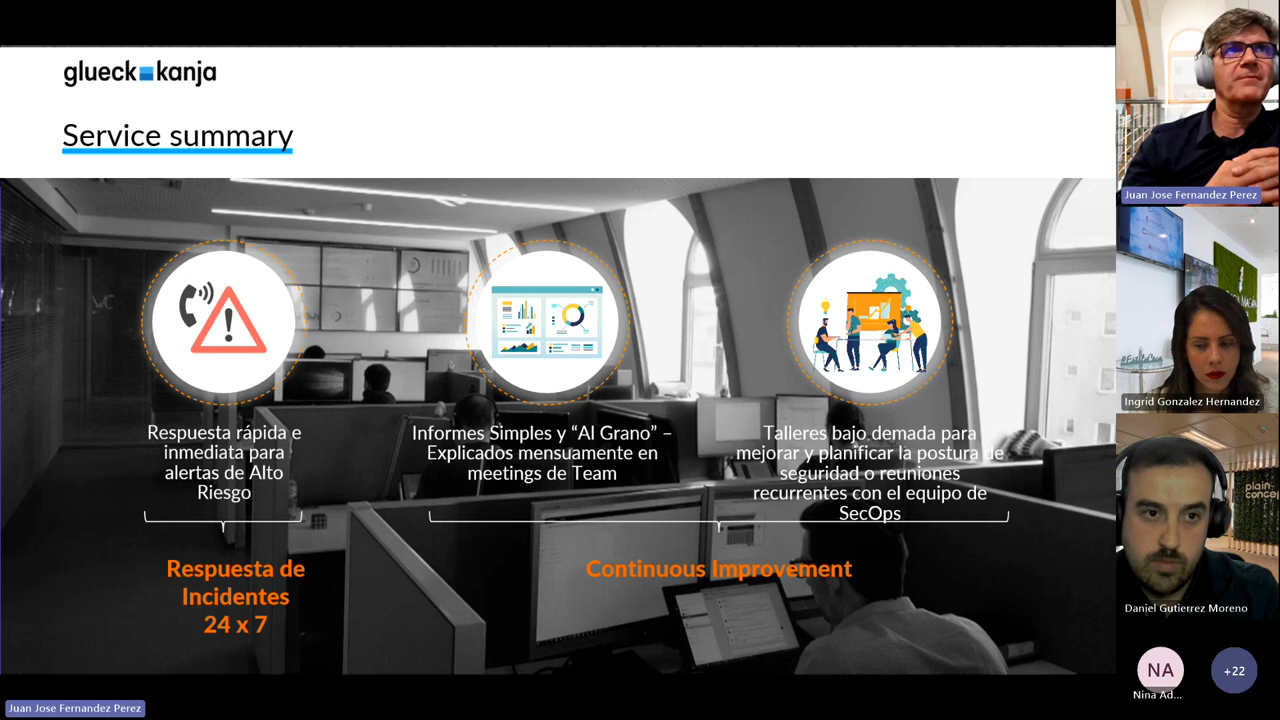 glueck kanja
Service summary
Respuesta rápida e
inmediata para
alertas de Alto
Riesgo
Informes Simples y “Al Grano” –
Explicados mensuamente en
meetings de Team
Talleres bajo demada para
mejorar y planificar la postura de
seguridad o reuniones
recurrentes con el equipo de
SecOps
Respuesta de
Incidentes
24 x 7
Continuous Improvement
Juan Jose Fernandez Perez
Juan Jose Fernandez Perez
Ingrid Gonzalez Hernandez
plain
concep
Daniel Gutierrez Moreno
NA
Nina Ad...
+22